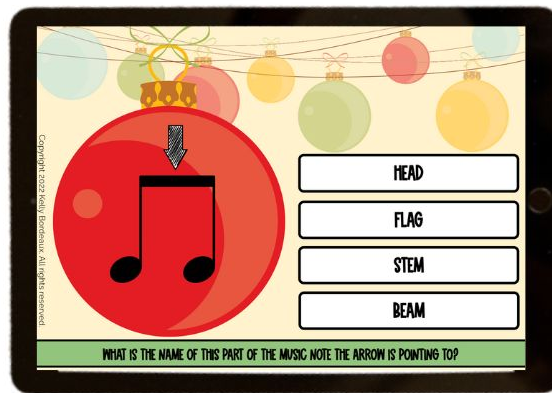 Copyright 2022 Kelly Bordeaux. All rights reserved.
HEAD
FLAG
STEM
BEAM
WHAT IS THE NAME OF THIS PART OF THE MUSIC NOTE THE ARROW IS POINTING TO?